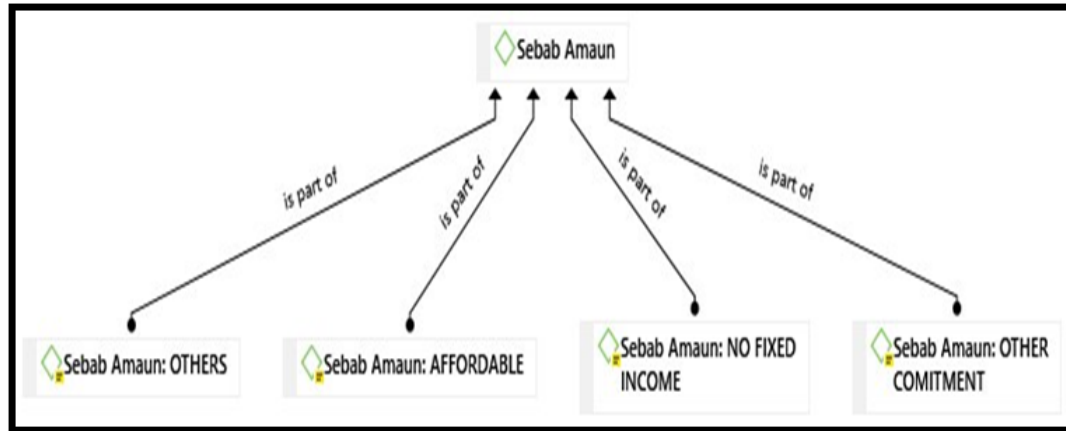 Sebab Amaun
is part of
is part of
is part of
is part of
Sebab Amaun: OTHERS
Sebab Amaun: AFFORDABLE
Sebab Amaun: NO FIXED
INCOME
Sebab Amaun: OTHER
COMITMENT